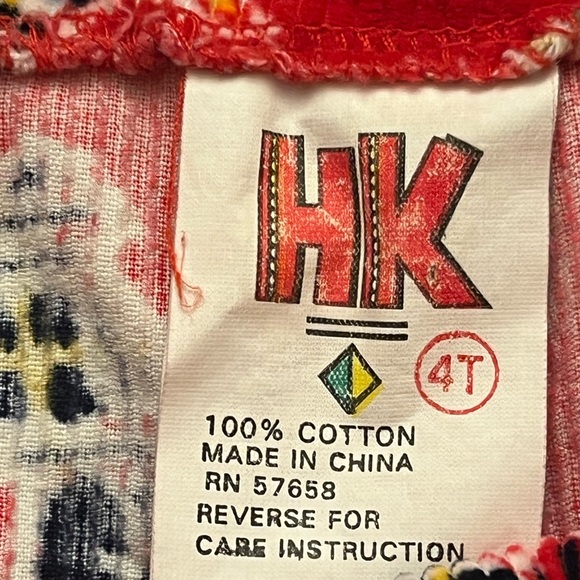 HK
4T
100% COTTON
MADE IN CHINA
RN 57658
REVERSE FOR
CARE INSTRUCTION